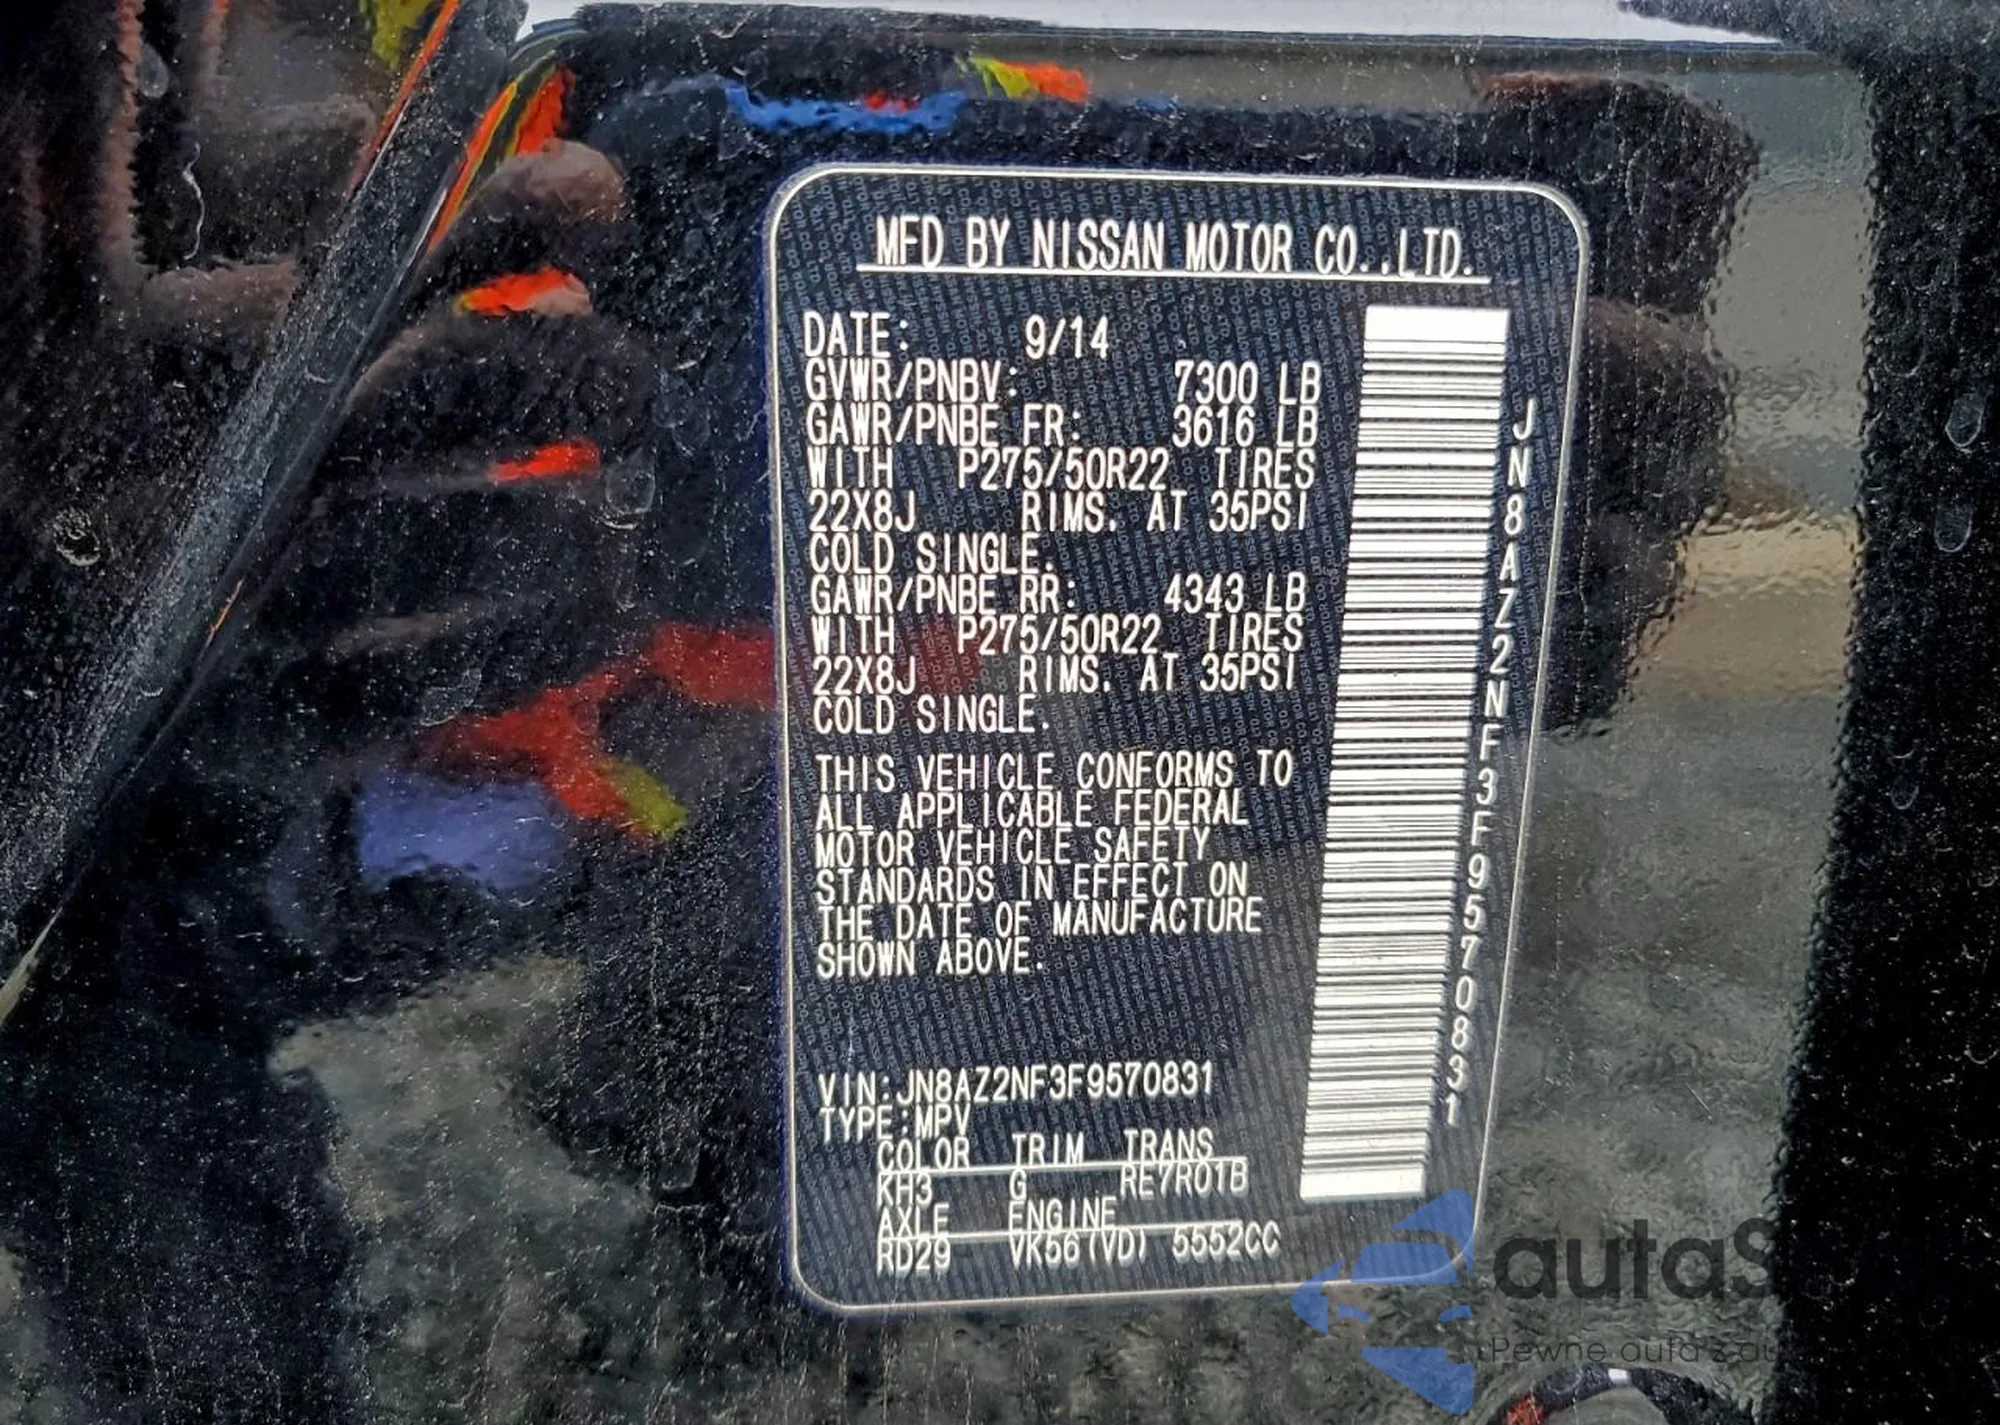 MFD BY NISSAN MOTOR CO.,LTD.
DATE: 9/14
GVWR/PNBV: 7300 LB
GAWR/PNBE FR: 3616 LB
WITH P275/50R22 TIRES
22X8J RIMS. AT 35PSI
COLD SINGLE.
GAWR/PNBE RR: 4343 LB
WITH P275/50R22 TIRES
22X8J RIMS. AT 35PSI
COLD SINGLE.
THIS VEHICLE CONFORMS TO
ALL APPLICABLE FEDERAL
MOTOR VEHICLE SAFETY
STANDARDS IN EFFECT ON
THE DATE OF MANUFACTURE
SHOWN ABOVE.
VIN:JN8AZ2NF3F9570831
TYPE:MPV
COLOR TRIM TRANS
KH3 G RE7R01B
AXLE ENGINE
RD29 VK56(VD) 5552CC
JN8AZ2NF3F9570831
Pewne auta z